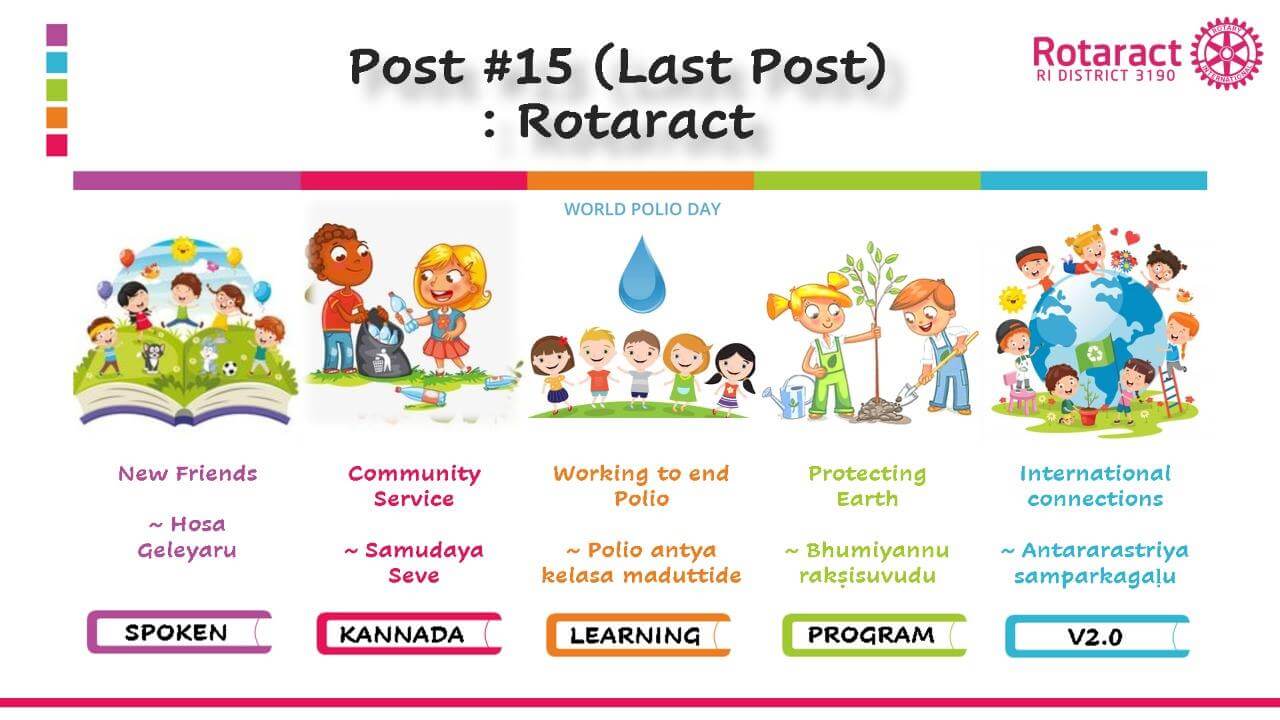 Post #15 (Last Post)
: Rotaract
Rotaract
RI DISTRICT 3190
ROTARY
INTERNATIONAL
WORLD POLIO DAY
New Friends
~ Hosa
Geleyaru
Community
Service
~ Samudaya
Seve
Working to end
Polio
~ Polio antya
kelasa maduttide
Protecting
Earth
~ Bhumiyannu
rakṣisuvudu
International
connections
~ Antararastriya
samparkagaḷu
SPOKEN
KANNADA
LEARNING
PROGRAM
V2.0